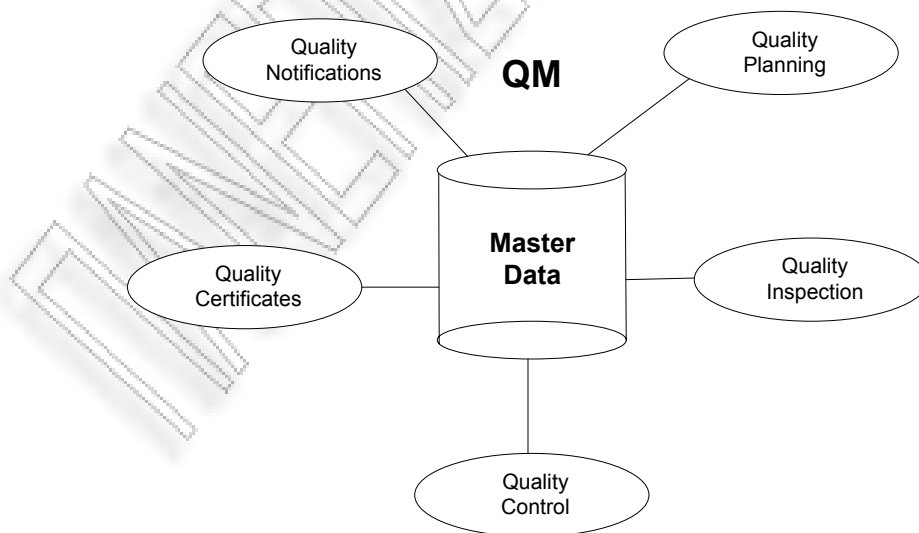 Quality
Notifications
QM
Quality
Planning
Master
Data
Quality
Certificates
Quality
Inspection
Quality
Control